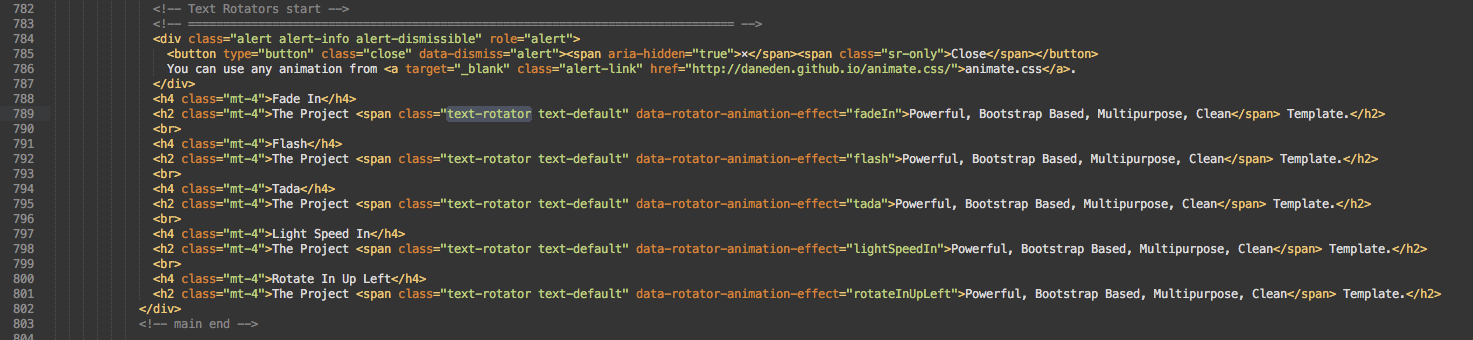 782 <!-- Text Rotators start -->
783 <!-- ============================================================================== -->
784 <div class="alert alert-info alert-dismissible" role="alert">
785 <button type="button" class="close" data-dismiss="alert"><span aria-hidden="true">×</span><span class="sr-only">Close</span></button>
786 You can use any animation from <a target="_blank" class="alert-link" href="http://daneden.github.io/animate.css/">animate.css</a>.
787 </div>
788 <h4 class="mt-4">Fade In</h4>
789 <h2 class="mt-4">The Project <span class="text-rotator text-default" data-rotator-animation-effect="fadeIn">Powerful, Bootstrap Based, Multipurpose, Clean</span> Template.</h2>
790 <br>
791 <h4 class="mt-4">Flash</h4>
792 <h2 class="mt-4">The Project <span class="text-rotator text-default" data-rotator-animation-effect="flash">Powerful, Bootstrap Based, Multipurpose, Clean</span> Template.</h2>
793 <br>
794 <h4 class="mt-4">Tada</h4>
795 <h2 class="mt-4">The Project <span class="text-rotator text-default" data-rotator-animation-effect="tada">Powerful, Bootstrap Based, Multipurpose, Clean</span> Template.</h2>
796 <br>
797 <h4 class="mt-4">Light Speed In</h4>
798 <h2 class="mt-4">The Project <span class="text-rotator text-default" data-rotator-animation-effect="lightSpeedIn">Powerful, Bootstrap Based, Multipurpose, Clean</span> Template.</h2>
799 <br>
800 <h4 class="mt-4">Rotate In Up Left</h4>
801 <h2 class="mt-4">The Project <span class="text-rotator text-default" data-rotator-animation-effect="rotateInUpLeft">Powerful, Bootstrap Based, Multipurpose, Clean</span> Template.</h2>
802 </div>
803 <!-- main end -->
804